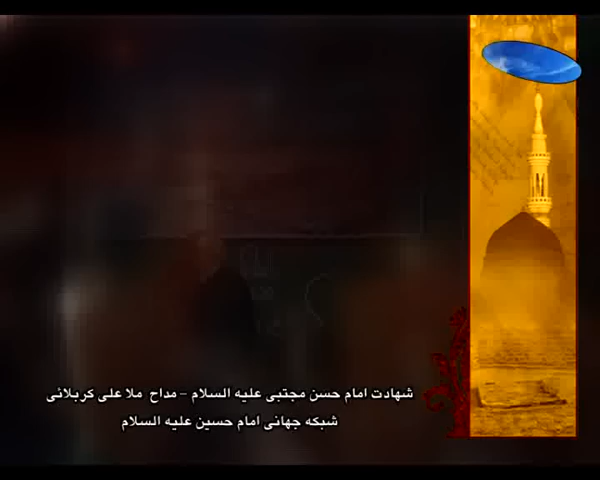 شهادت امام حسن مجتبی علیه السلام - مداح ملا علی کربلائی
شبکه جهانی امام حسین علیه السلام